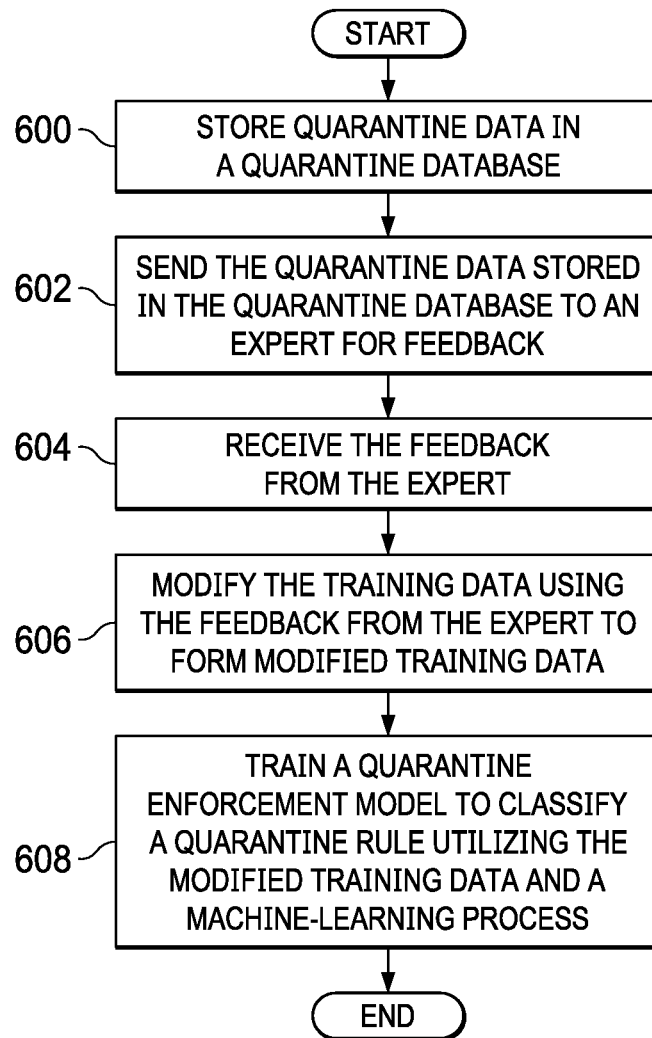 START
600
STORE QUARANTINE DATA IN
A QUARANTINE DATABASE
602
SEND THE QUARANTINE DATA STORED
IN THE QUARANTINE DATABASE TO AN
EXPERT FOR FEEDBACK
604
RECEIVE THE FEEDBACK
FROM THE EXPERT
606
MODIFY THE TRAINING DATA USING
THE FEEDBACK FROM THE EXPERT TO
FORM MODIFIED TRAINING DATA
608
TRAIN A QUARANTINE
ENFORCEMENT MODEL TO CLASSIFY
A QUARANTINE RULE UTILIZING THE
MODIFIED TRAINING DATA AND A
MACHINE-LEARNING PROCESS
END